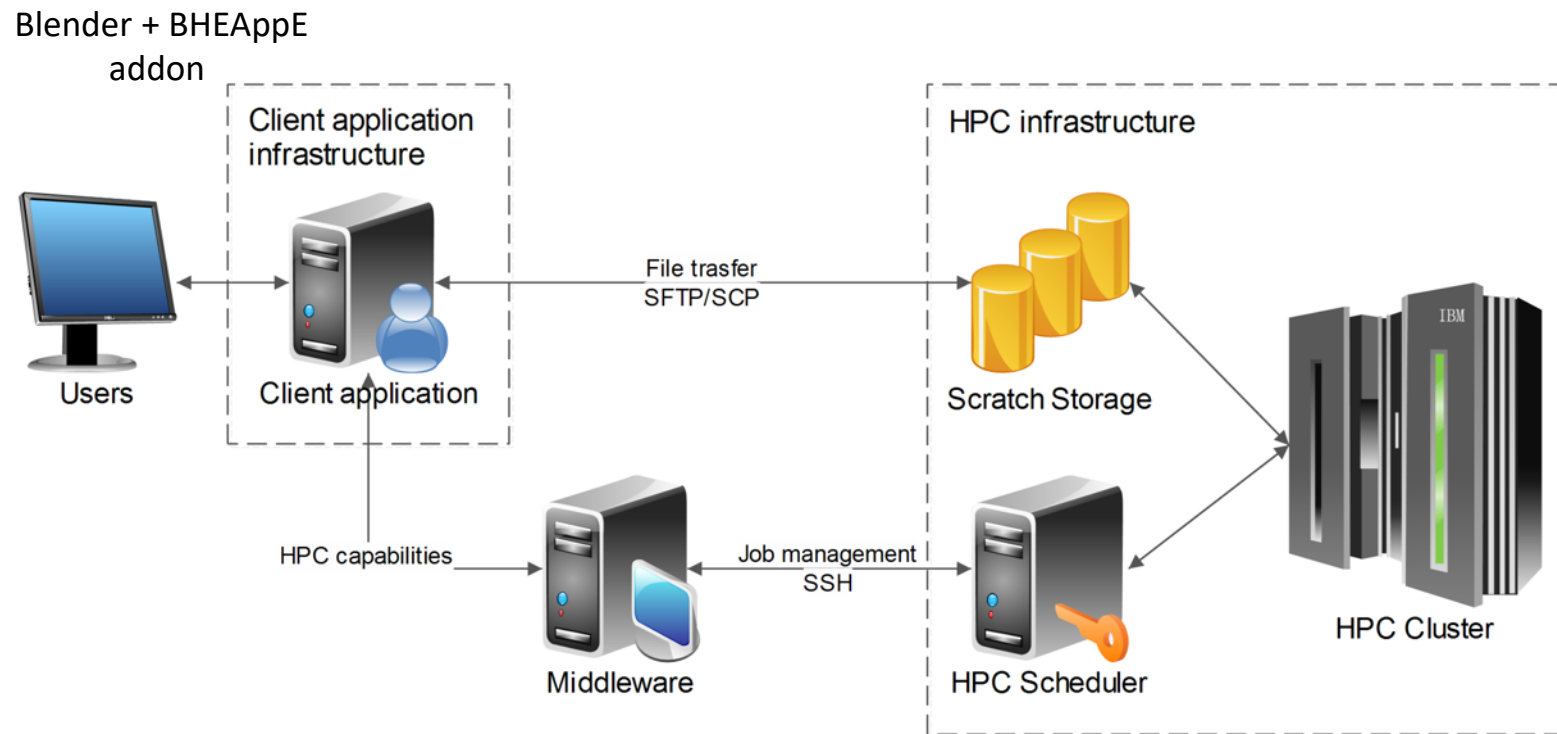 Blender + BHEAppE
addon
Client application
infrastructure
HPC infrastructure
IBM
File trasfer
SFTP/SCP
Users
Client application
Scratch Storage
HPC capabilities
Job management
SSH
HPC Cluster
Middleware
HPC Scheduler